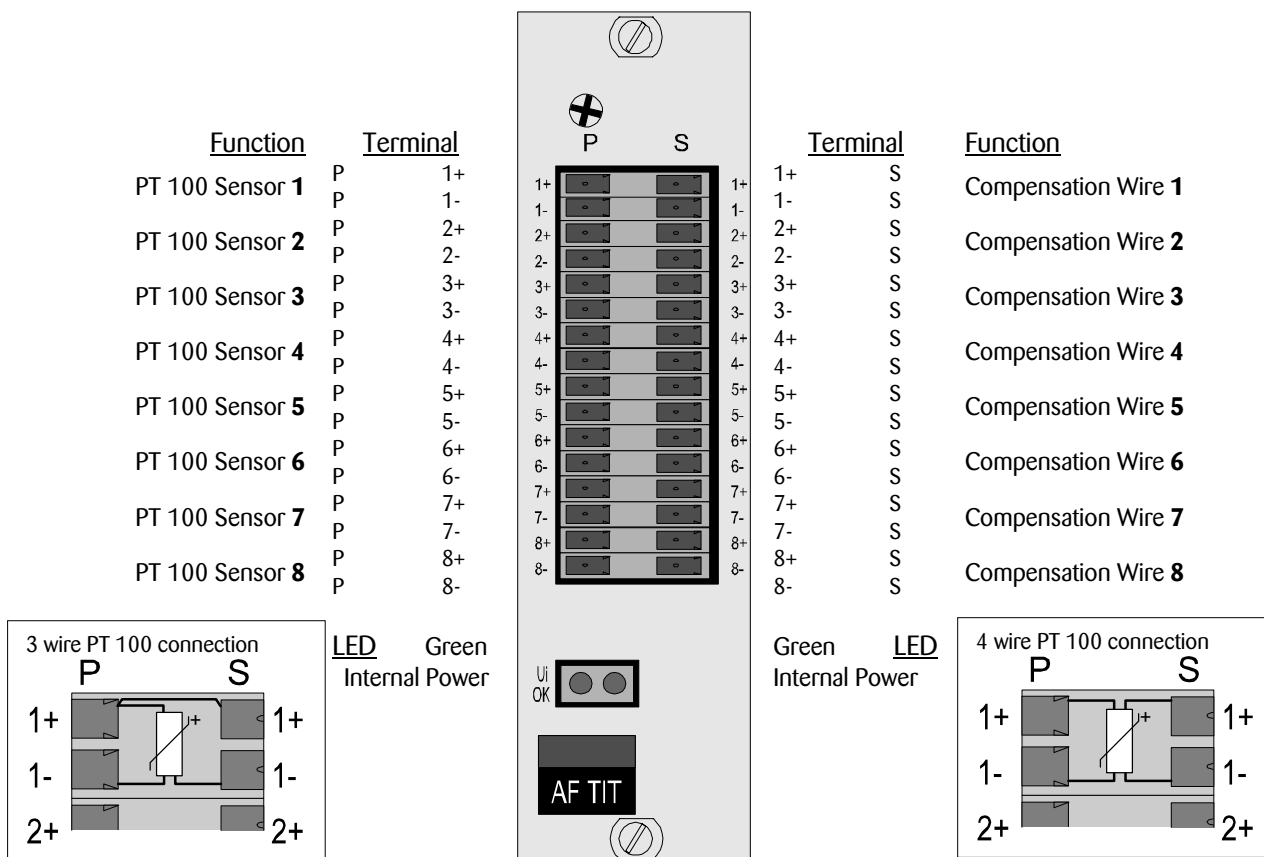 Function Terminal P S Terminal Function
PT 100 Sensor 1 P 1+ 1+ 1+ 1+ S Compensation Wire 1
P 1- 1- 1- 1- S
PT 100 Sensor 2 P 2+ 2+ 2+ 2+ S Compensation Wire 2
P 2- 2- 2- 2- S
PT 100 Sensor 3 P 3+ 3+ 3+ 3+ S Compensation Wire 3
P 3- 3- 3- 3- S
PT 100 Sensor 4 P 4+ 4+ 4+ 4+ S Compensation Wire 4
P 4- 4- 4- 4- S
PT 100 Sensor 5 P 5+ 5+ 5+ 5+ S Compensation Wire 5
P 5- 5- 5- 5- S
PT 100 Sensor 6 P 6+ 6+ 6+ 6+ S Compensation Wire 6
P 6- 6- 6- 6- S
PT 100 Sensor 7 P 7+ 7+ 7+ 7+ S Compensation Wire 7
P 7- 7- 7- 7- S
PT 100 Sensor 8 P 8+ 8+ 8+ 8+ S Compensation Wire 8
P 8- 8- 8- 8- S
LED Green
Internal Power
Ui
OK
Green LED
Internal Power
AF TIT
3 wire PT 100 connection
P S
1+ + 1+
1- 1-
2+ 2+
4 wire PT 100 connection
P S
1+ + 1+
1- 1-
2+ 2+